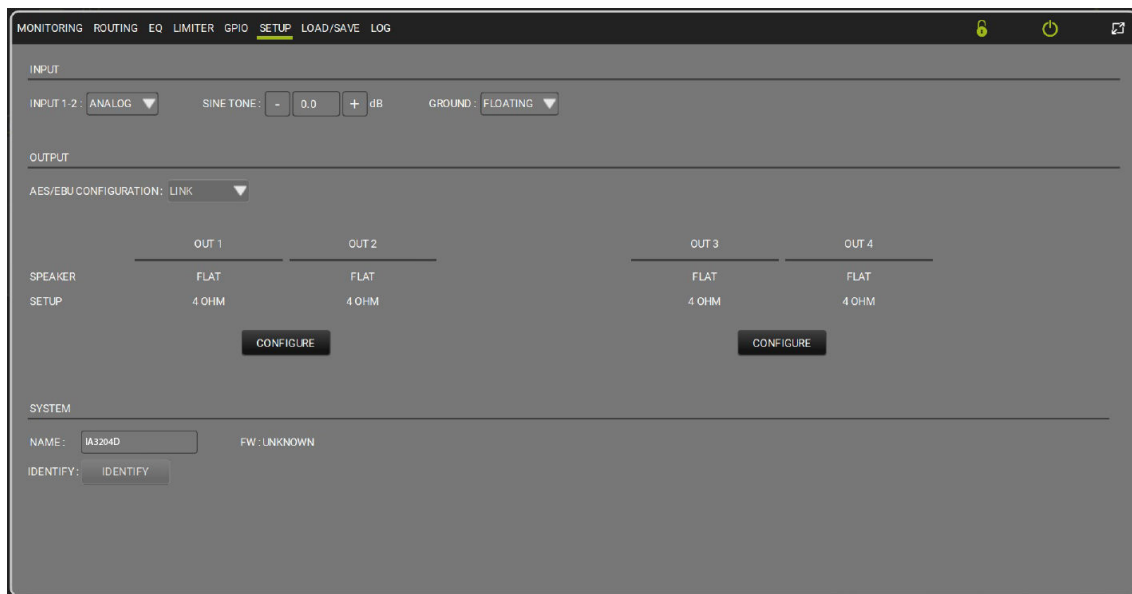 MONITORING ROUTING EQ LIMITER GPIO SETUP LOAD/SAVE LOG
INPUT
INPUT 1-2 : ANALOG SINE TONE : - 0.0 + dB GROUND : FLOATING
OUTPUT
AES/EBU CONFIGURATION : LINK
OUT 1 OUT 2 OUT 3 OUT 4
SPEAKER FLAT FLAT FLAT FLAT
SETUP 4 OHM 4 OHM 4 OHM 4 OHM
CONFIGURE CONFIGURE
SYSTEM
NAME : IA3204D FW : UNKNOWN
IDENTIFY : IDENTIFY